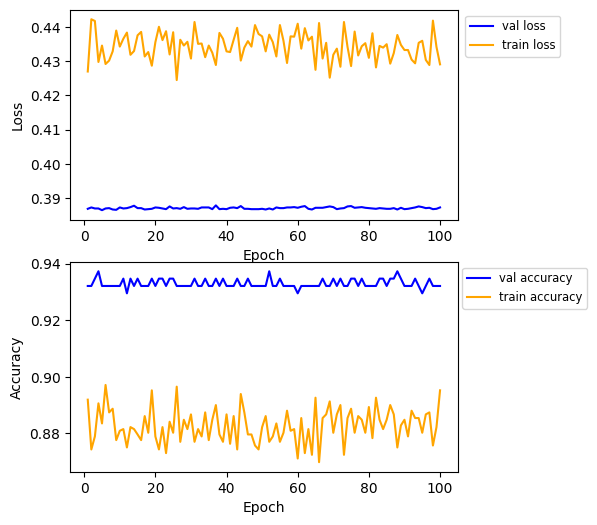 0.44
0.43
0.42
0.41
0.40
0.39
Loss
0 20 40 60 80 100
Epoch
val loss
train loss
0.94
0.92
0.90
0.88
Accuracy
0 20 40 60 80 100
Epoch
val accuracy
train accuracy